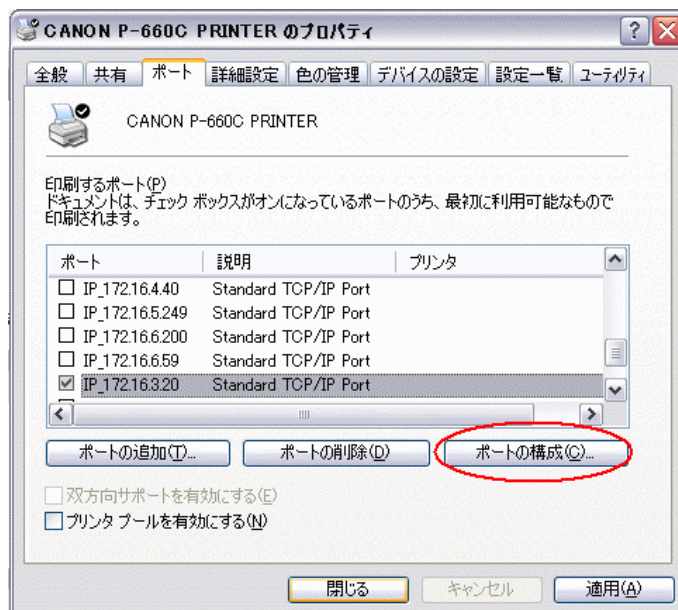 CANON P-660C PRINTER のプロパティ
全般 共有 ポート 詳細設定 色の管理 デバイスの設定 設定一覧 ユーティリティ
CANON P-660C PRINTER
印刷するポート(P)
ドキュメントは、チェック ボックスがオンになっているポートのうち、最初に利用可能なもので
印刷されます。
ポート 説明 プリンタ
IP_172.16.4.40 Standard TCP/IP Port
IP_172.16.5.249 Standard TCP/IP Port
IP_172.16.6.200 Standard TCP/IP Port
IP_172.16.6.59 Standard TCP/IP Port
IP_172.16.3.20 Standard TCP/IP Port
ポートの追加(T)... ポートの削除(D) ポートの構成(C)...
双方向サポートを有効にする(E)
プリンタ プールを有効にする(N)
閉じる キャンセル 適用(A)